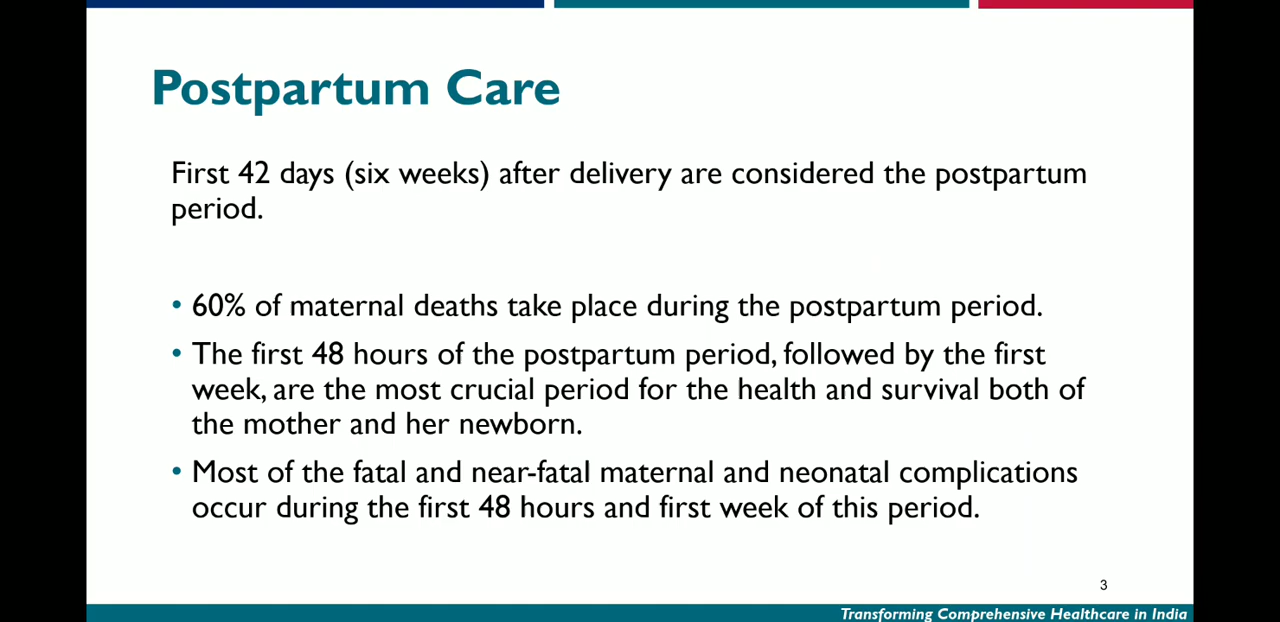 Postpartum Care
First 42 days (six weeks) after delivery are considered the postpartum
period.
• 60% of maternal deaths take place during the postpartum period.
• The first 48 hours of the postpartum period, followed by the first
week, are the most crucial period for the health and survival both of
the mother and her newborn.
• Most of the fatal and near-fatal maternal and neonatal complications
occur during the first 48 hours and first week of this period.
3
Transforming Comprehensive Healthcare in India